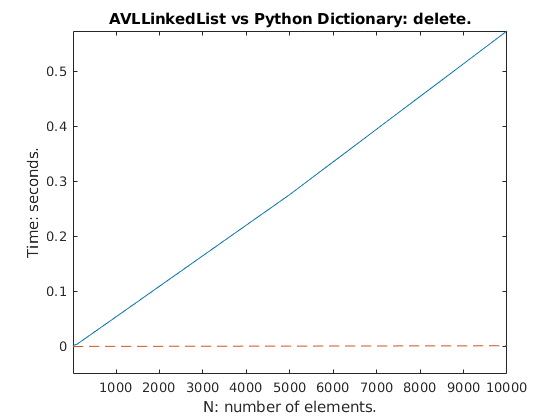 AVLLinkedList vs Python Dictionary: delete.
0.5
0.4
0.3
0.2
0.1
0
Time: seconds.
1000 2000 3000 4000 5000 6000 7000 8000 9000 10000
N: number of elements.